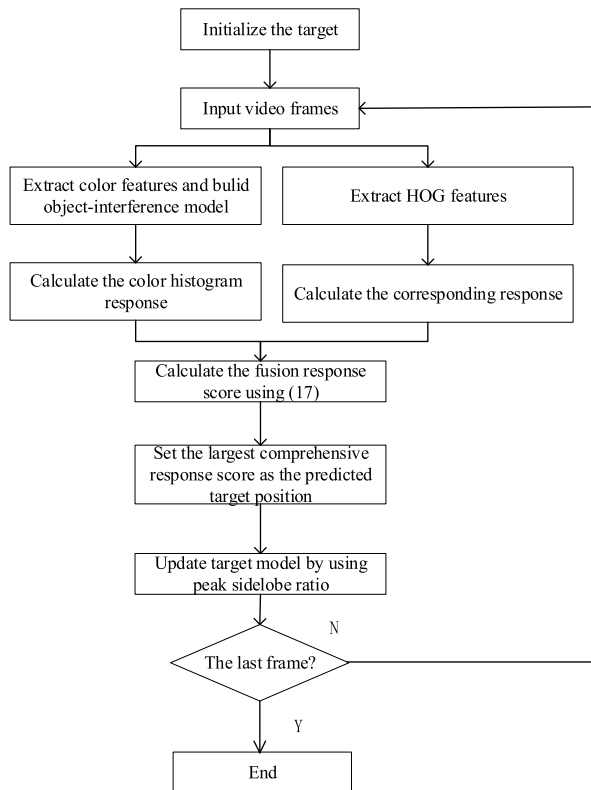 Initialize the target
Input video frames
Extract color features and bulid
object-interference model
Extract HOG features
Calculate the color histogram
response
Calculate the corresponding response
Calculate the fusion response
score using (17)
Set the largest comprehensive
response score as the predicted
target position
Update target model by using
peak sidelobe ratio
N
The last frame?
Y
End